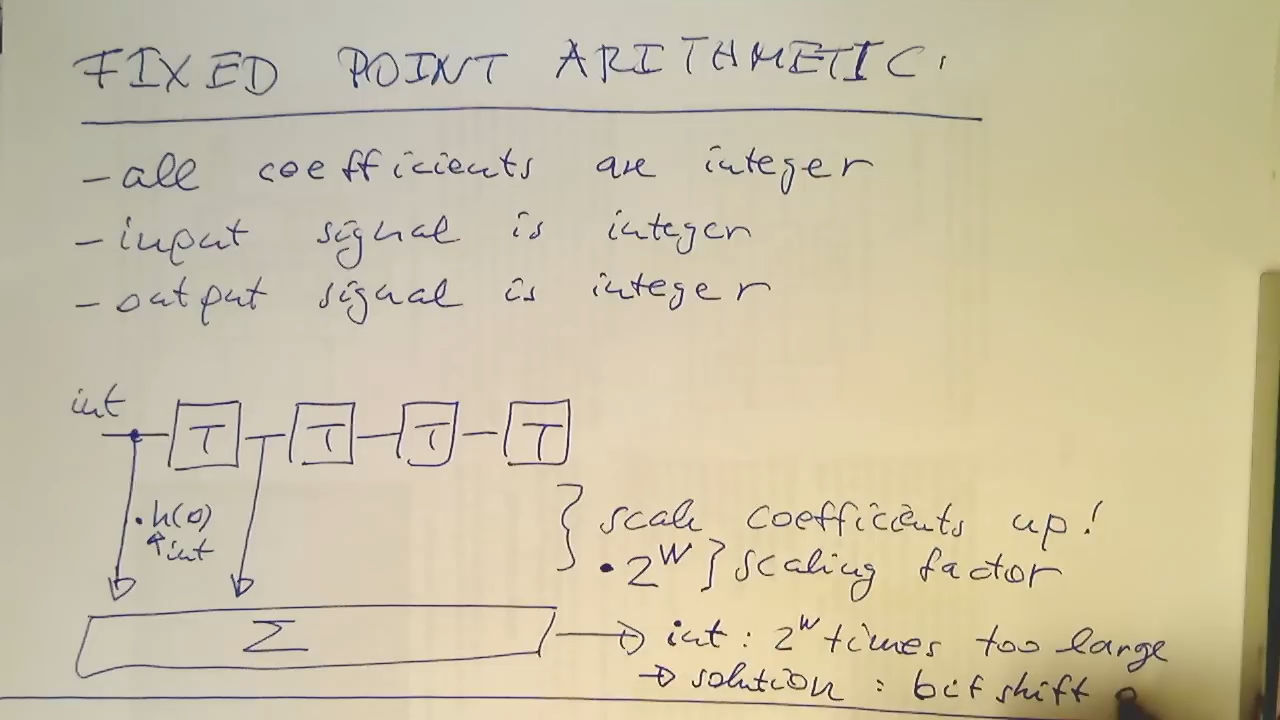 FIXED POINT ARITHMETIC.
- all coefficients are integer
- input signal is integer
- output signal is integer
int
T T T T
. h(0)
int
} scale coefficients up!
• 2^W } scaling factor
Σ
→ int : 2^W times too large
→ solution : bit shift